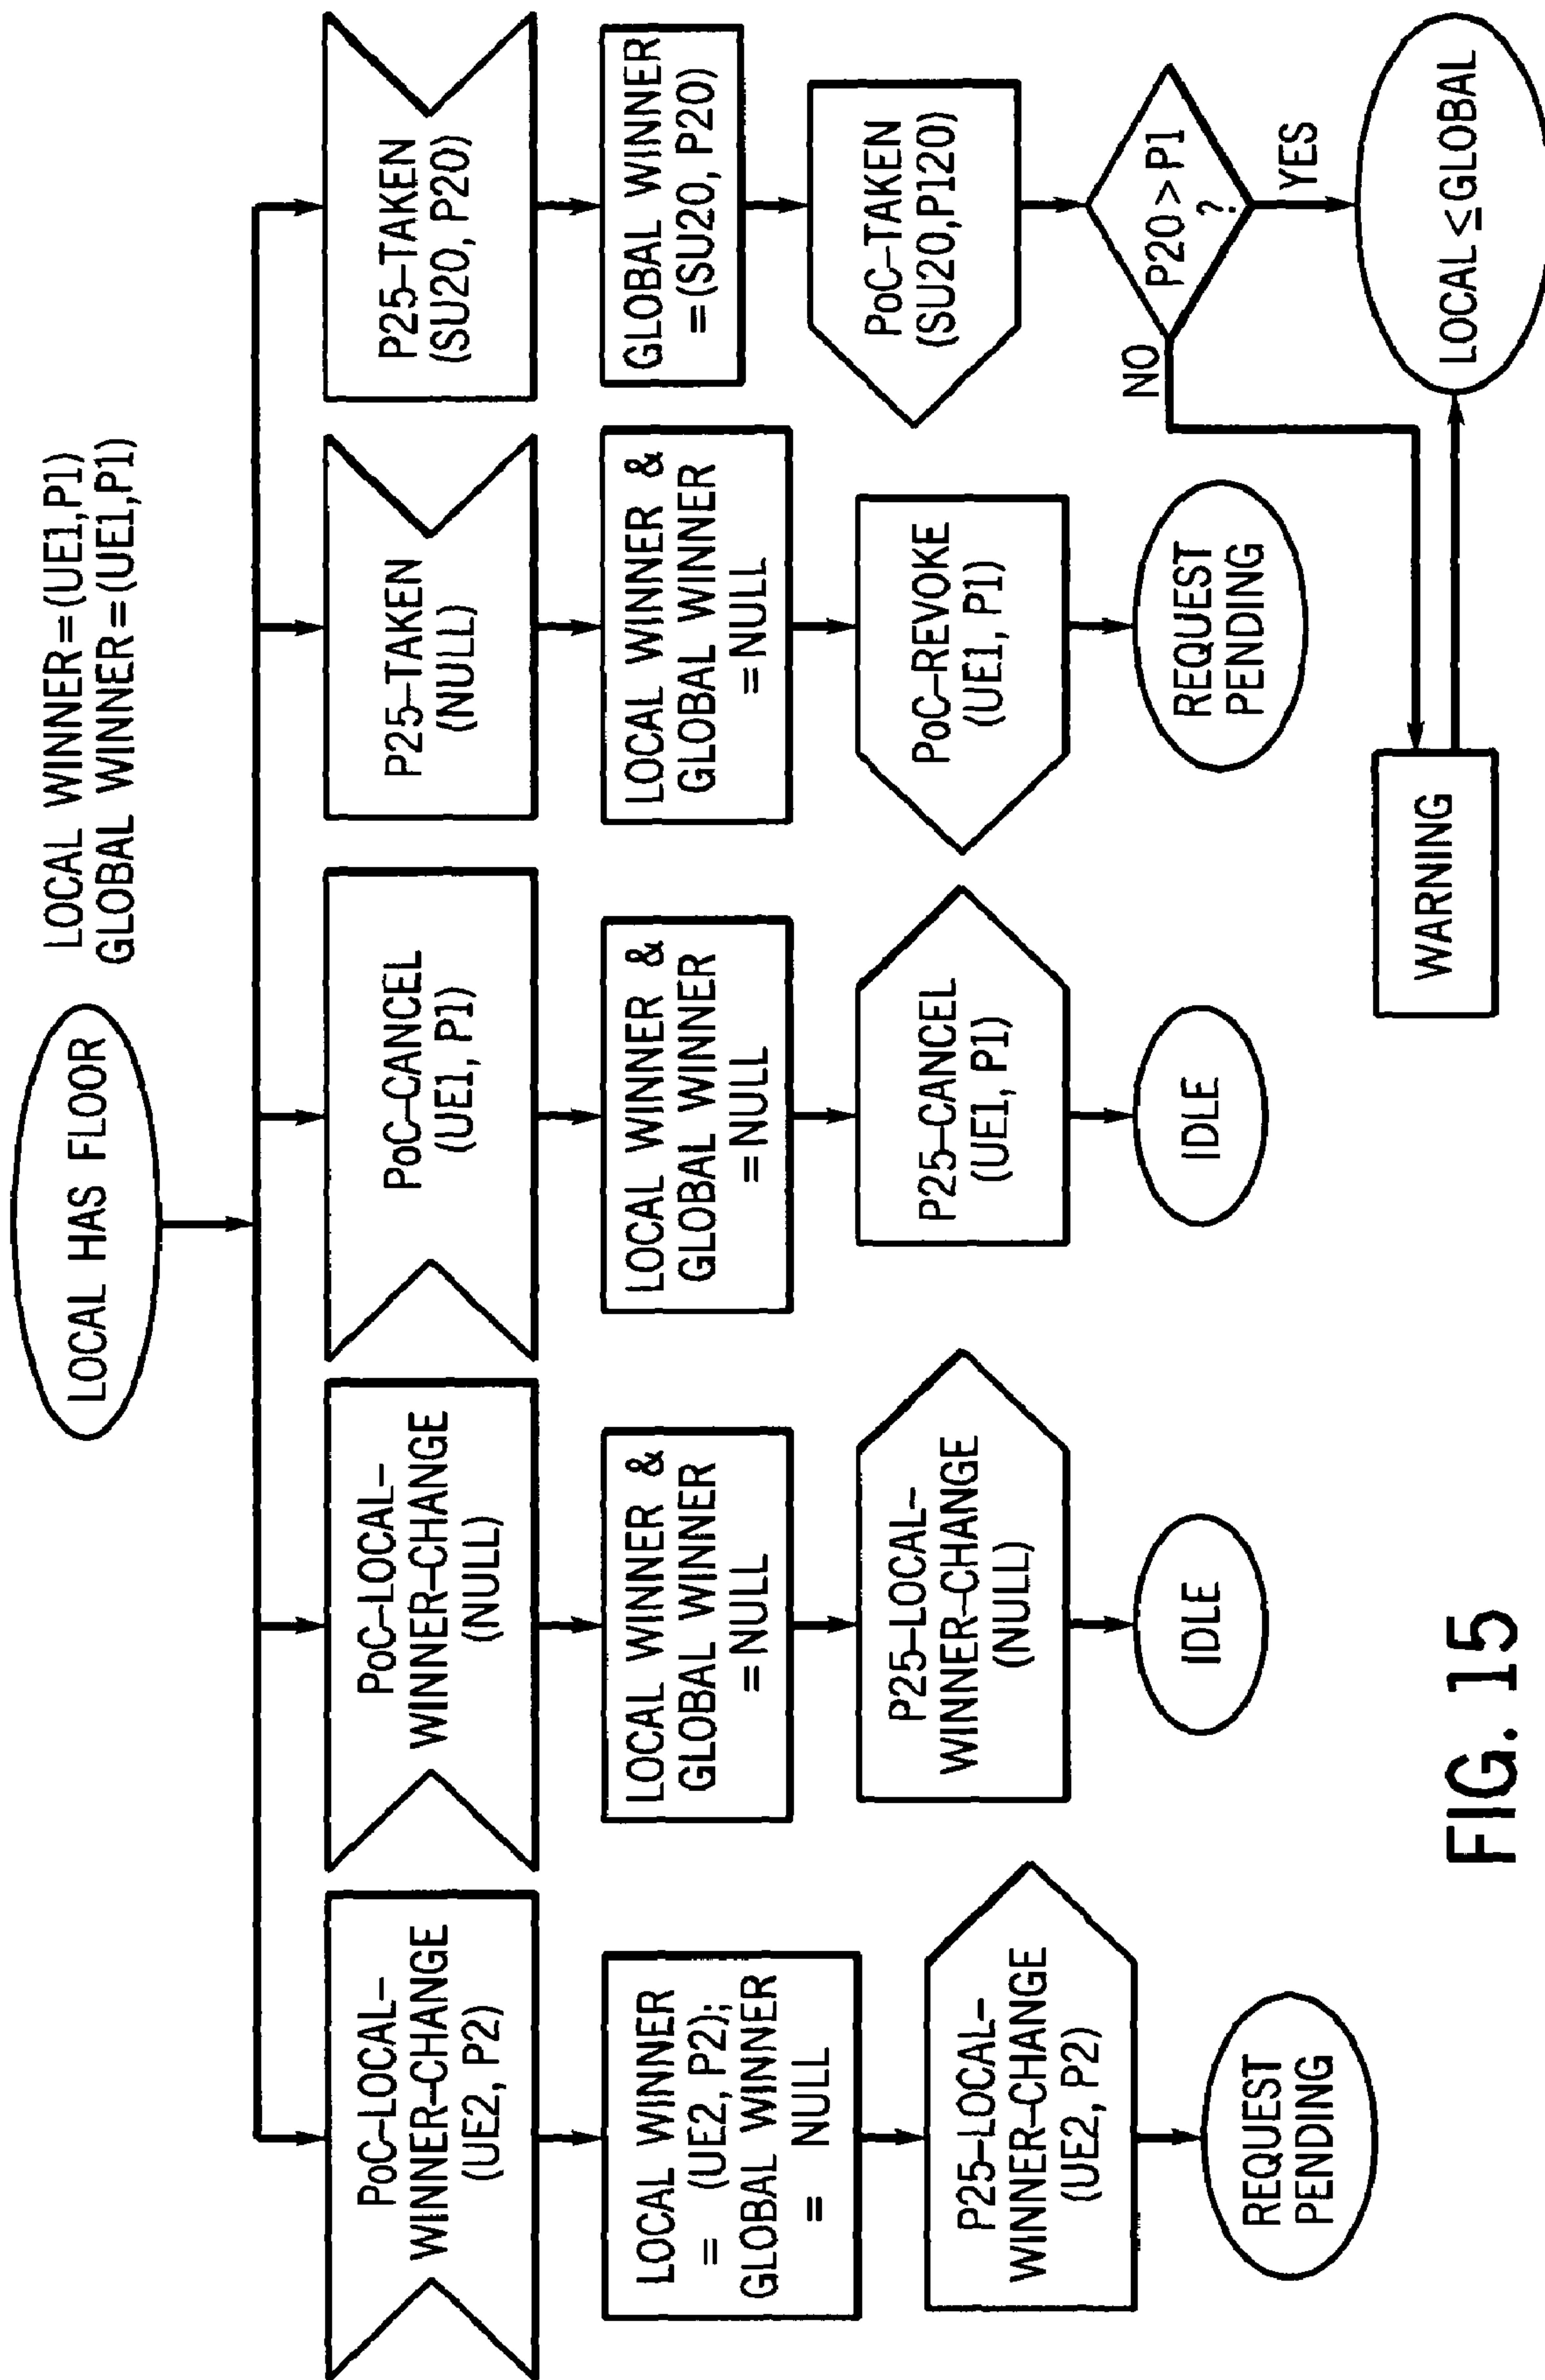 LOCAL HAS FLOOR
LOCAL WINNER=(UE1,P1)
GLOBAL WINNER=(UE1,P1)
PoC-LOCAL-
WINNER-CHANGE
(UE2, P2)
LOCAL WINNER
= (UE2, P2);
GLOBAL WINNER
= NULL
P25-LOCAL-
WINNER-CHANGE
(UE2, P2)
REQUEST
PENDING
PoC-LOCAL-
WINNER-CHANGE
(NULL)
LOCAL WINNER &
GLOBAL WINNER
=NULL
P25-LOCAL-
WINNER-CHANGE
(NULL)
IDLE
PoC-CANCEL
(UE1, P1)
LOCAL WINNER &
GLOBAL WINNER
=NULL
P25-CANCEL
(UE1, P1)
IDLE
P25-TAKEN
(NULL)
LOCAL WINNER &
GLOBAL WINNER
=NULL
PoC-REVOKE
(UE1, P1)
REQUEST
PENDING
P25-TAKEN
(SU20, P20)
GLOBAL WINNER
=(SU20, P20)
PoC-TAKEN
(SU20,P120)
P20>P1
?
NO
YES
WARNING
LOCAL≤GLOBAL
FIG. 15